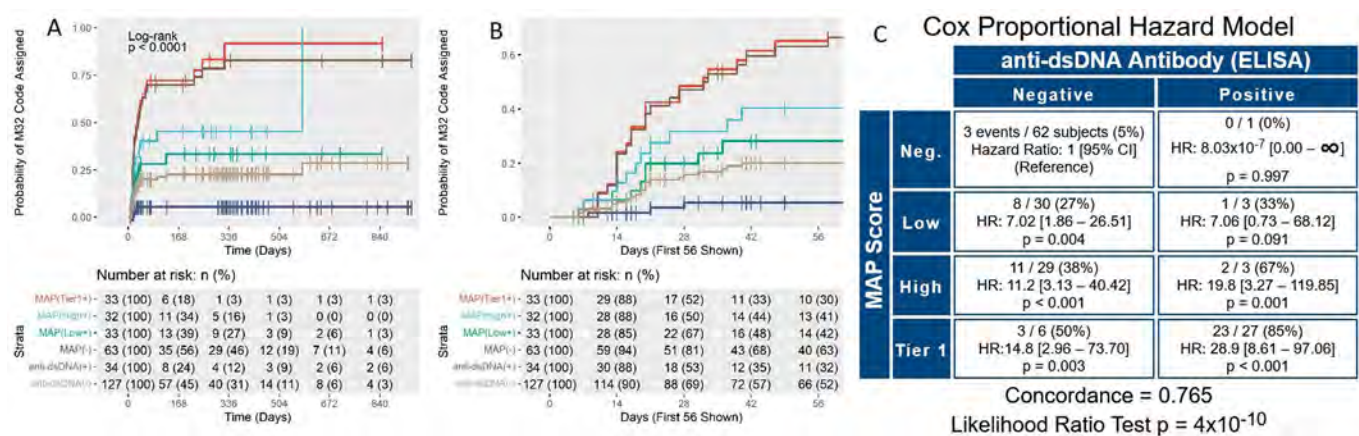 A
Log-rank
p < 0.0001
Probability of M32 Code Assigned
1.00
0.75
0.50
0.25
0.00
0 168 336 504 672 840
Time (Days)
Number at risk: n (%)
Strata
MAP(Tier1+) 33 (100) 6 (18) 1 (3) 1 (3) 1 (3) 1 (3)
32 (100) 11 (34) 5 (16) 1 (3) 0 (0) 0 (0)
MAP(Low+) 33 (100) 13 (39) 9 (27) 3 (9) 2 (6) 1 (3)
MAP(-) 63 (100) 35 (56) 29 (46) 12 (19) 7 (11) 4 (6)
anti-dsDNA(+) 34 (100) 8 (24) 4 (12) 3 (9) 2 (6) 2 (6)
anti-dsDNA(-) 127 (100) 57 (45) 40 (31) 14 (11) 8 (6) 4 (3)
0 168 336 504 672 840
Time (Days)
B
Probability of M32 Code Assigned
0.6
0.4
0.2
0.0
0 14 28 42 56
Days (First 56 Shown)
Number at risk: n (%)
Strata
MAP(Tier1+) 33 (100) 29 (88) 17 (52) 11 (33) 10 (30)
32 (100) 28 (88) 16 (50) 14 (44) 13 (41)
MAP(Low+) 33 (100) 28 (85) 22 (67) 16 (48) 14 (42)
MAP(-) 63 (100) 59 (94) 51 (81) 43 (68) 40 (63)
anti-dsDNA(+) 34 (100) 30 (88) 18 (53) 12 (35) 11 (32)
anti-dsDNA(-) 127 (100) 114 (90) 88 (69) 72 (57) 66 (52)
0 14 28 42 56
Days (First 56 Shown)
C Cox Proportional Hazard Model
anti-dsDNA Antibody (ELISA)
Negative Positive
MAP Score
Neg.
3 events / 62 subjects (5%)
Hazard Ratio: 1 [95% CI]
(Reference)
0 / 1 (0%)
HR: 8.03x10-7 [0.00 – ∞]
p = 0.997
Low
8 / 30 (27%)
HR: 7.02 [1.86 – 26.51]
p = 0.004
1 / 3 (33%)
HR: 7.06 [0.73 – 68.12]
p = 0.091
High
11 / 29 (38%)
HR: 11.2 [3.13 - 40.42]
p < 0.001
2 / 3 (67%)
HR: 19.8 [3.27 – 119.85]
p = 0.001
Tier 1
3 / 6 (50%)
HR:14.8 [2.96 – 73.70]
p = 0.003
23 / 27 (85%)
HR: 28.9 [8.61 – 97.06]
p < 0.001
Concordance = 0.765
Likelihood Ratio Test p = 4x10-10